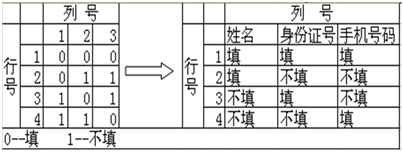 列 号 列 号
1 2 3 姓名 身份证号 手机号码
行号 1 0 0 0 行号 1 填 填 填
2 0 1 1 2 填 不填 不填
3 1 0 1 3 不填 填 不填
4 1 1 0 4 不填 不填 填
0--填 1--不填